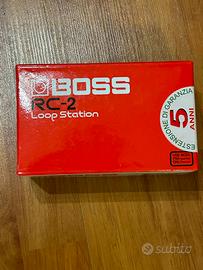 BOSS
RC-2
Loop Station
ESTENSIONE DI GARANZIA
5
ANNI
subito